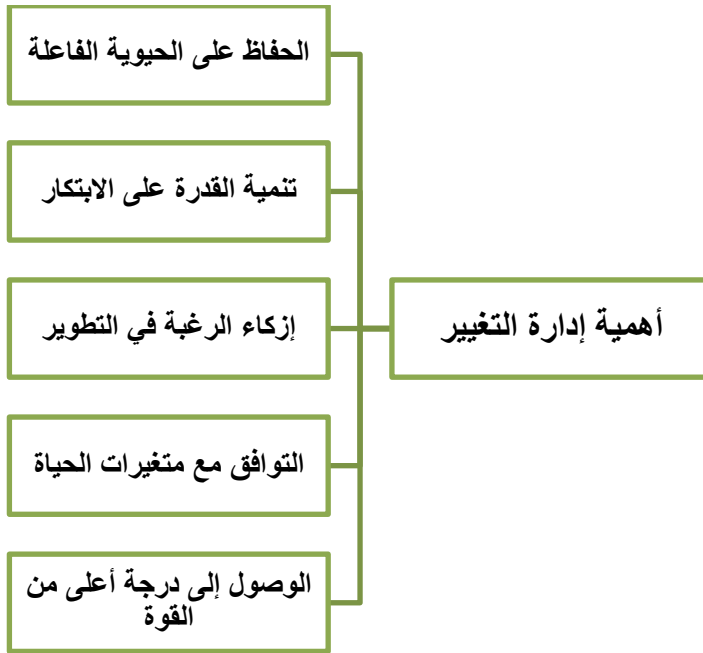 أهمية إدارة التغيير
الحفاظ على الحيوية الفاعلة
تنمية القدرة على الابتكار
إزكاء الرغبة في التطوير
التوافق مع متغيرات الحياة
الوصول إلى درجة أعلى من
القوة